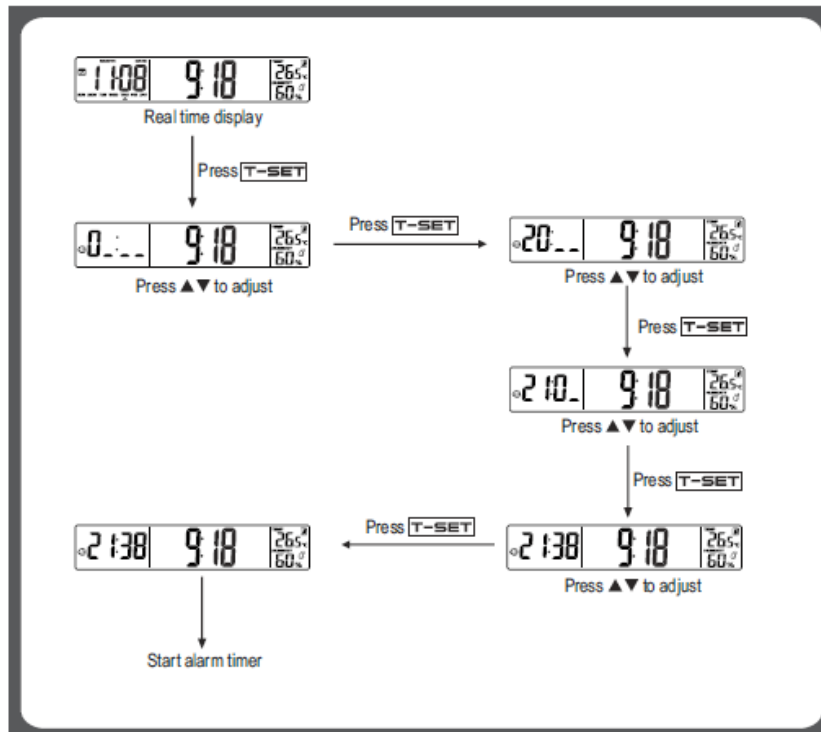 11:08 9:18 26.5°c 60%
Real time display
Press T-SET
0_:_ _ 9:18 26.5°c 60%
Press T-SET
20:_ _ 9:18 26.5°c 60%
Press ▲▼ to adjust
Press ▲▼ to adjust
Press T-SET
21:0_ 9:18 26.5°c 60%
Press ▲▼ to adjust
Press T-SET
21:38 9:18 26.5°c 60%
Press T-SET
21:38 9:18 26.5°c 60%
Press ▲▼ to adjust
Start alarm timer